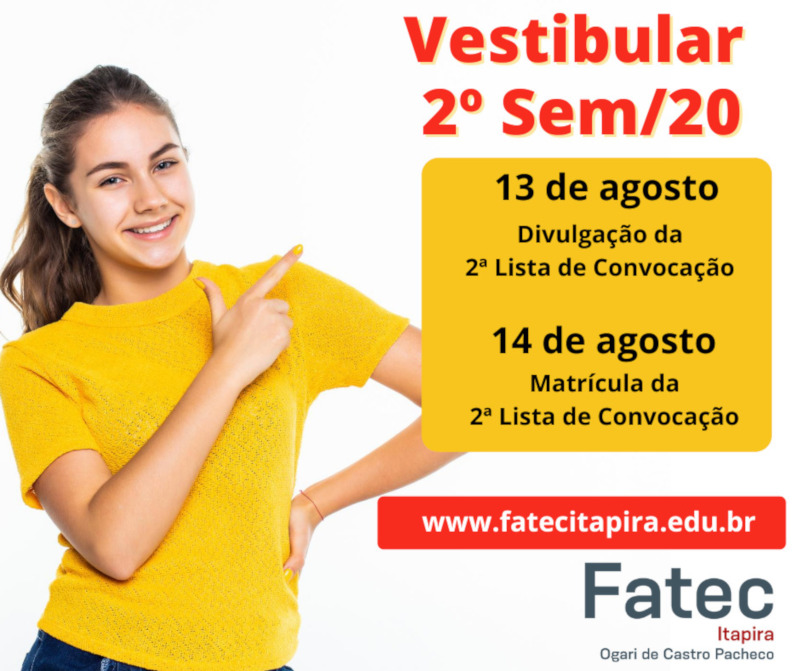 Vestibular
2º Sem/20
13 de agosto
Divulgação da
2ª Lista de Convocação
14 de agosto
Matrícula da
2ª Lista de Convocação
www.fatecitapira.edu.br
Fatec
Itapira
Ogari de Castro Pacheco